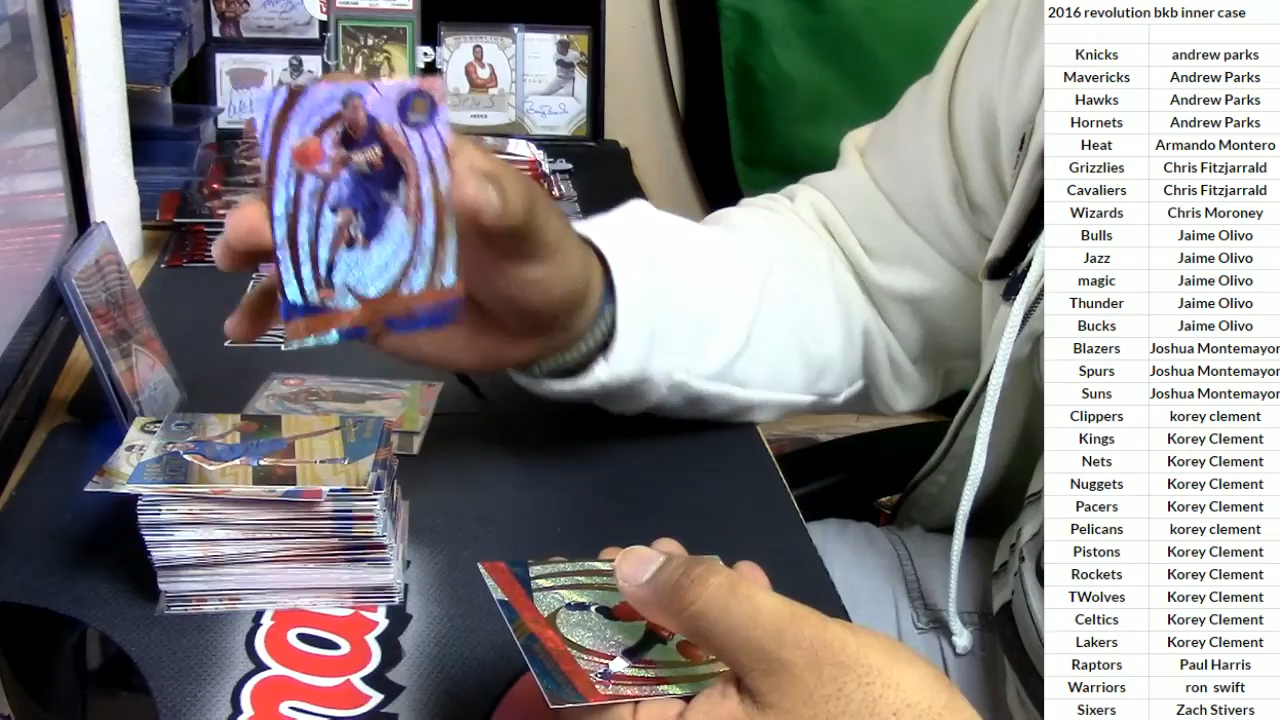 2016 revolution bkb inner case
Knicks andrew parks
Mavericks Andrew Parks
Hawks Andrew Parks
Hornets Andrew Parks
Heat Armando Montero
Grizzlies Chris Fitzjarrald
Cavaliers Chris Fitzjarrald
Wizards Chris Moroney
Bulls Jaime Olivo
Jazz Jaime Olivo
magic Jaime Olivo
Thunder Jaime Olivo
Bucks Jaime Olivo
Blazers Joshua Montemayor
Spurs Joshua Montemayor
Suns Joshua Montemayor
Clippers korey clement
Kings Korey Clement
Nets Korey Clement
Nuggets Korey Clement
Pacers Korey Clement
Pelicans korey clement
Pistons Korey Clement
Rockets Korey Clement
TWolves Korey Clement
Celtics Korey Clement
Lakers Korey Clement
Raptors Paul Harris
Warriors ron swift
Sixers Zach Stivers